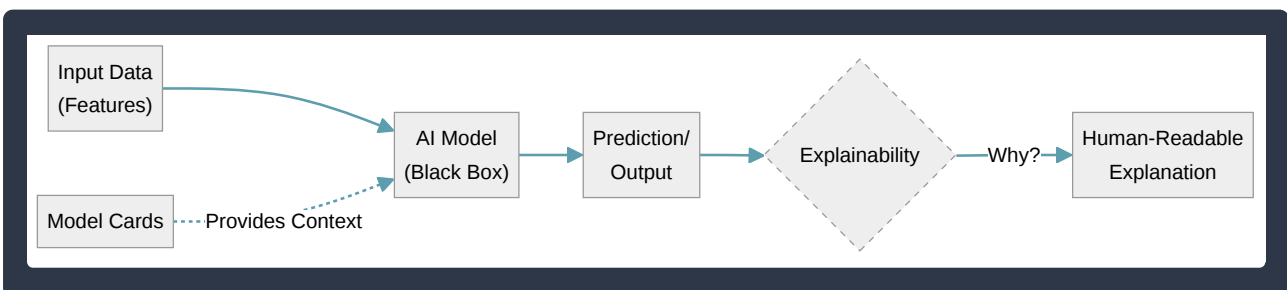 Input Data
(Features)
AI Model
(Black Box)
Prediction/
Output
Explainability
Why?
Human-Readable
Explanation
Model Cards
Provides Context